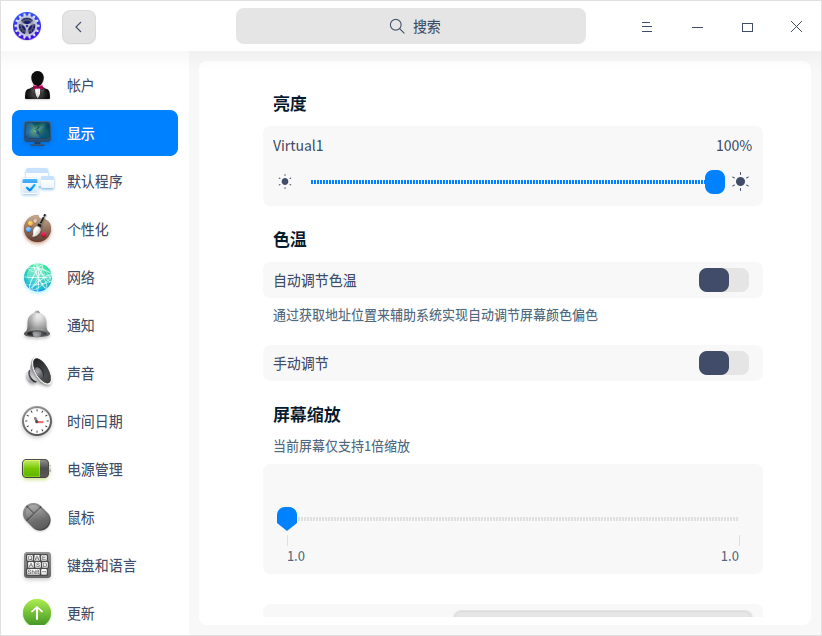 搜索
帐户
显示
默认程序
个性化
网络
通知
声音
时间日期
电源管理
鼠标
键盘和语言
更新
亮度
Virtual1 100%
色温
自动调节色温
通过获取地址位置来辅助系统实现自动调节屏幕颜色偏色
手动调节
屏幕缩放
当前屏幕仅支持1倍缩放
1.0 1.0